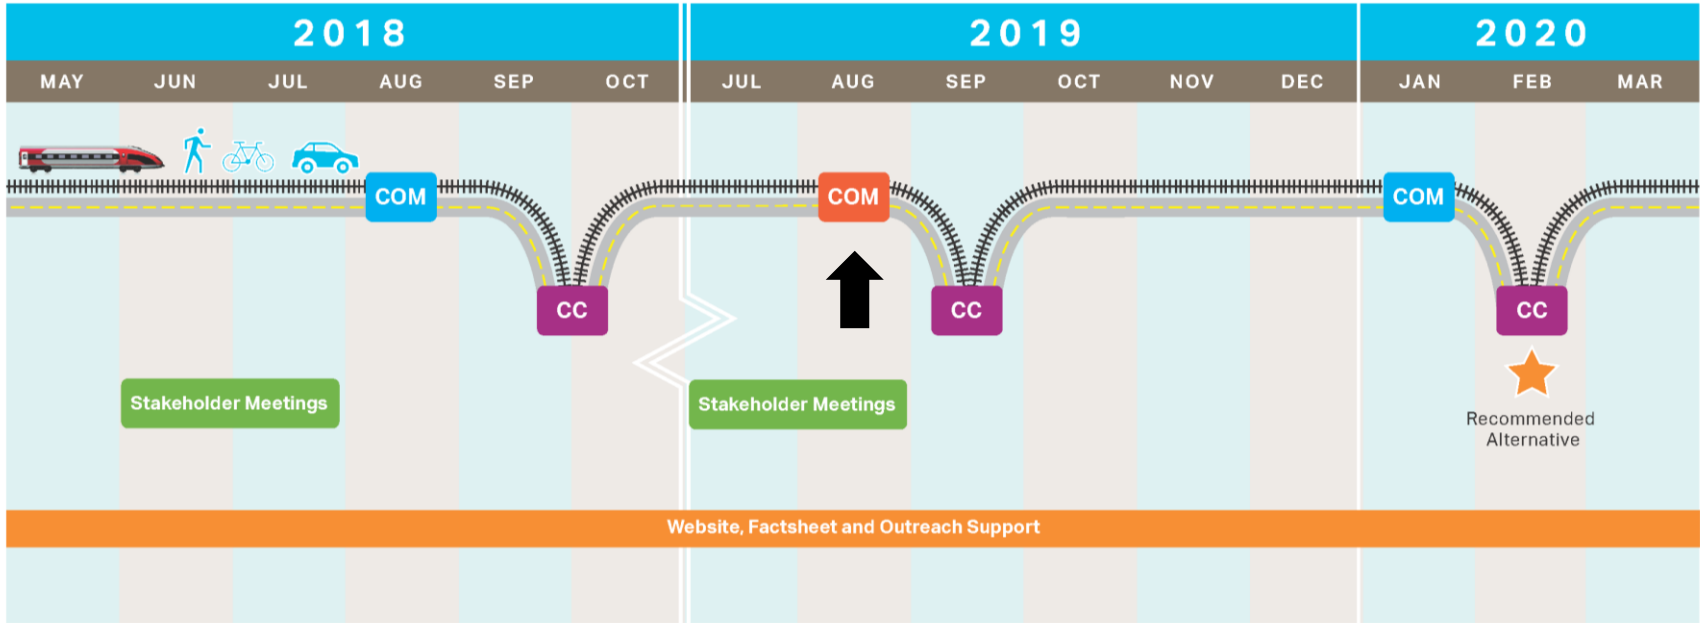 2018
2019
2020
MAY JUN JUL AUG SEP OCT JUL AUG SEP OCT NOV DEC JAN FEB MAR
COM
COM
COM
CC
CC
CC
Stakeholder Meetings
Stakeholder Meetings
Recommended
Alternative
Website, Factsheet and Outreach Support